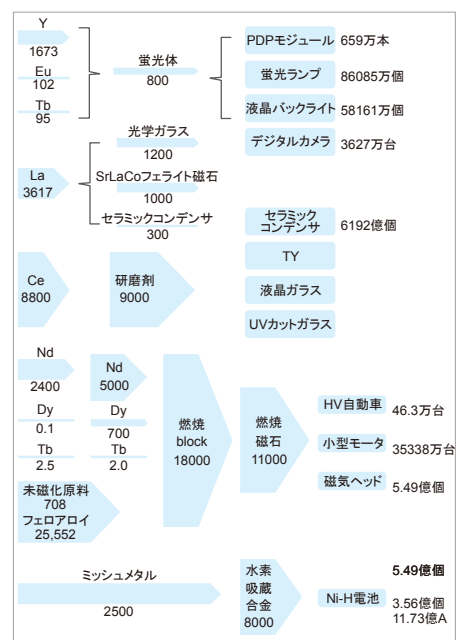 Y
1673
Eu
102
Tb
95
蛍光体
800
PDPモジュール 659万本
蛍光ランプ 86085万個
液晶バックライト 58161万個
デジタルカメラ 3627万台
La
3617
光学ガラス
1200
SrLaCoフェライト磁石
1000
セラミックコンデンサ
300
セラミック
コンデンサ
6192億個
Ce
8800
研磨剤
9000
TY
液晶ガラス
UVカットガラス
Nd
2400
Dy
0.1
Tb
2.5
Nd
5000
Dy
700
Tb
2.0
未磁化原料
708
フェロアロイ
25,552
燃焼
block
18000
燃焼
磁石
11000
HV自動車 46.3万台
小型モータ 35338万台
磁気ヘッド 5.49億個
ミッシュメタル
2500
水素
吸蔵
合金
8000
5.49億個
Ni-H電池
3.56億個
11.73億A